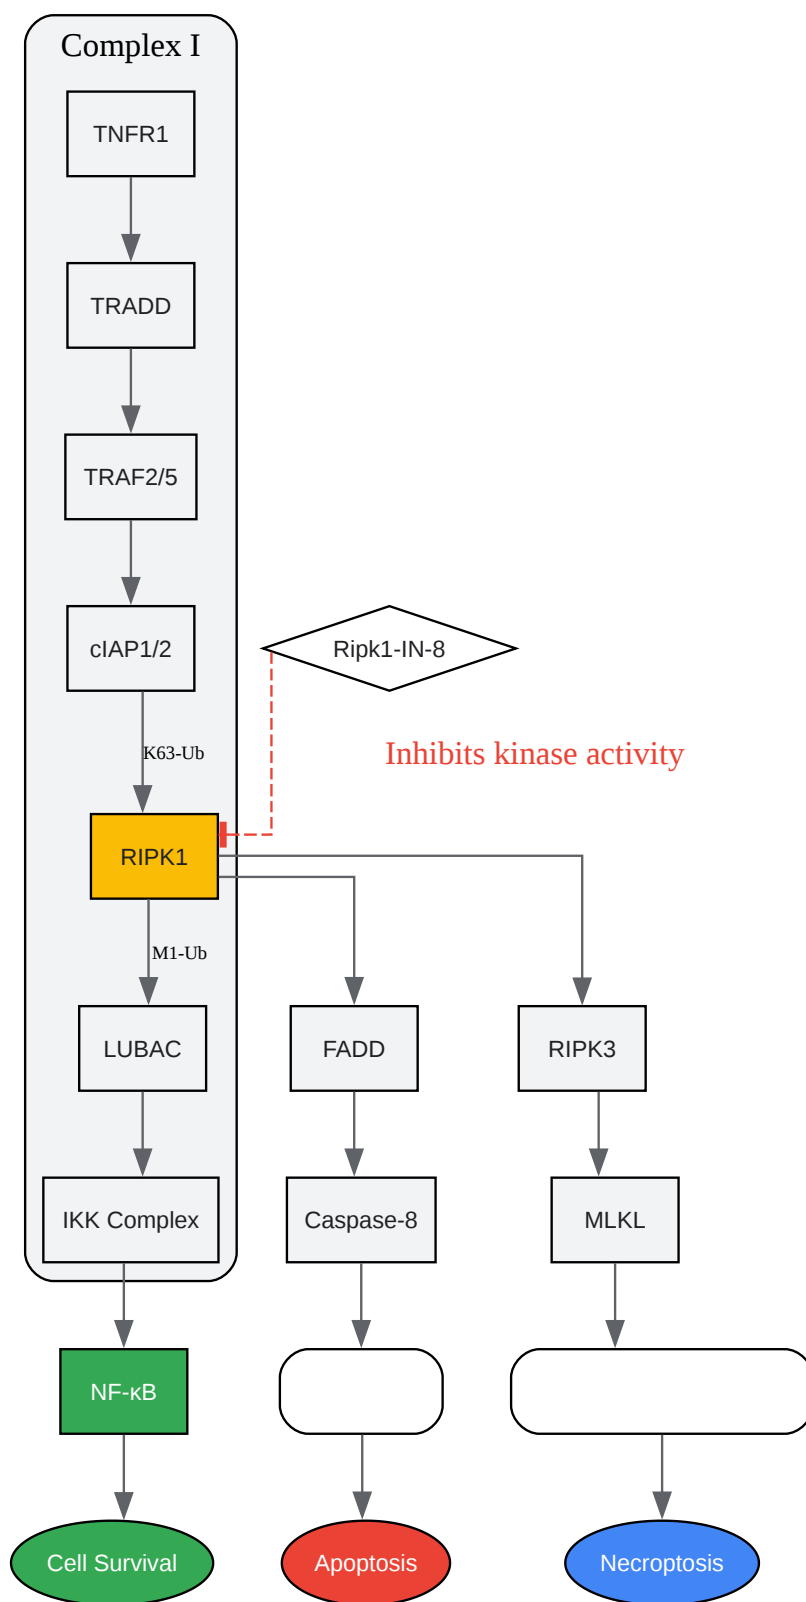 Complex I
TNFR1
TRADD
TRAF2/5
cIAP1/2
Ripk1-IN-8
K63-Ub
Inhibits kinase activity
RIPK1
M1-Ub
LUBAC
FADD
RIPK3
IKK Complex
Caspase-8
MLKL
NF-κB
Cell Survival
Apoptosis
Necroptosis